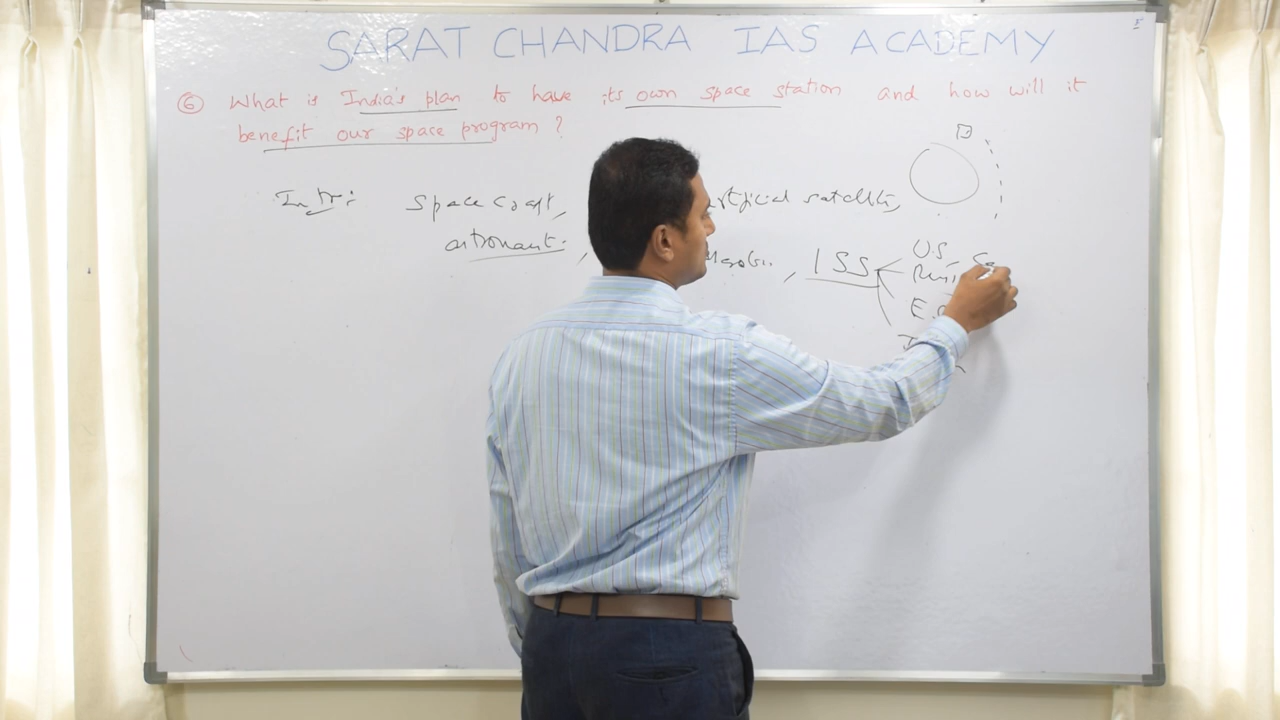 SARAT CHANDRA IAS ACADEMY
⑥ What is India's plan to have its own space station and how will it
benefit our space program ?
Intr: space craft, artificial satellite,
astronaut. , ISS
U.S